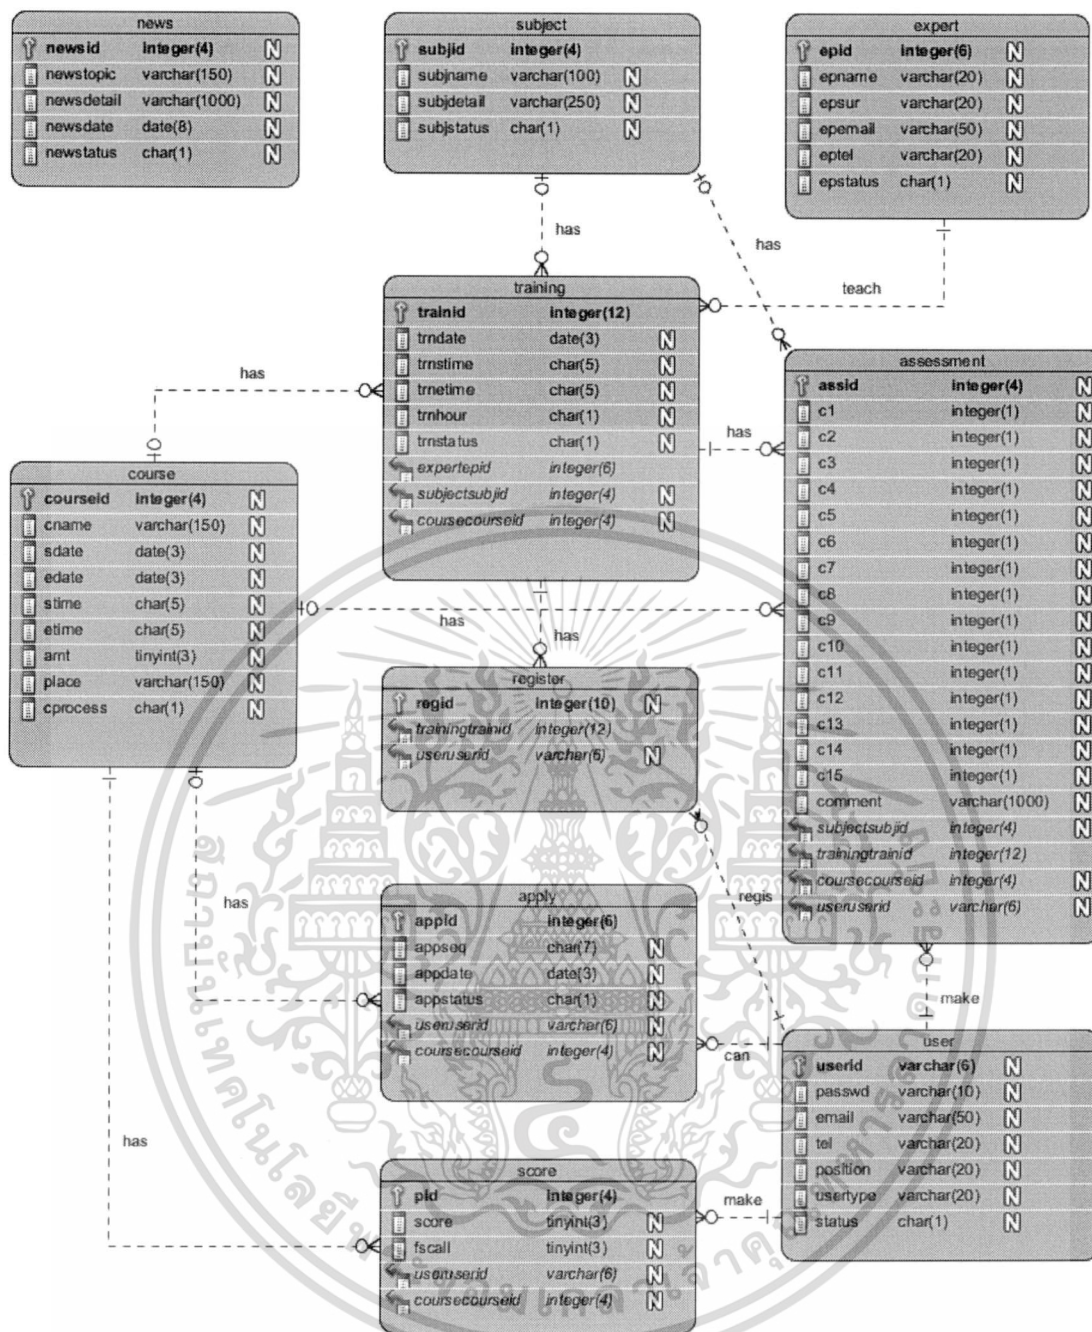 news
newsid integer(4) N
newstopic varchar(150) N
newsdetail varchar(1000) N
newsdate date(8) N
newstatus char(1) N
subject
subjid integer(4)
subjname varchar(100) N
subjdetail varchar(250) N
subjstatus char(1) N
expert
epid integer(6) N
epname varchar(20) N
epsur varchar(20) N
epemail varchar(50) N
eptel varchar(20) N
epstatus char(1) N
has
has
teach
training
trainid integer(12)
trndate date(3) N
trnstime char(5) N
trnetime char(5) N
trnhour char(1) N
trnstatus char(1) N
expertepid integer(6)
subjectsubjid integer(4) N
coursecourseid integer(4) N
has
has
assessment
assid integer(4) N
c1 integer(1) N
c2 integer(1) N
c3 integer(1) N
c4 integer(1) N
c5 integer(1) N
c6 integer(1) N
c7 integer(1) N
c8 integer(1) N
c9 integer(1) N
c10 integer(1) N
c11 integer(1) N
c12 integer(1) N
c13 integer(1) N
c14 integer(1) N
c15 integer(1) N
comment varchar(1000) N
subjectsubjid integer(4) N
trainingtrainid integer(12)
coursecourseid integer(4) N
useruserid varchar(6) N
course
courseid integer(4) N
cname varchar(150) N
sdate date(3) N
edate date(3) N
stime char(5) N
etime char(5) N
amt tinyint(3) N
place varchar(150) N
cprocess char(1) N
has
has
register
regid integer(10) N
trainingtrainid integer(12)
useruserid varchar(6) N
regis
has
apply
appid integer(6)
appseq char(7) N
appdate date(3) N
appstatus char(1) N
useruserid varchar(6) N
coursecourseid integer(4) N
can
make
user
userid varchar(6) N
passwd varchar(10) N
email varchar(50) N
tel varchar(20) N
position varchar(20) N
usertype varchar(20) N
status char(1) N
has
make
score
pid integer(4)
score tinyint(3) N
fscall tinyint(3) N
useruserid varchar(6) N
coursecourseid integer(4) N